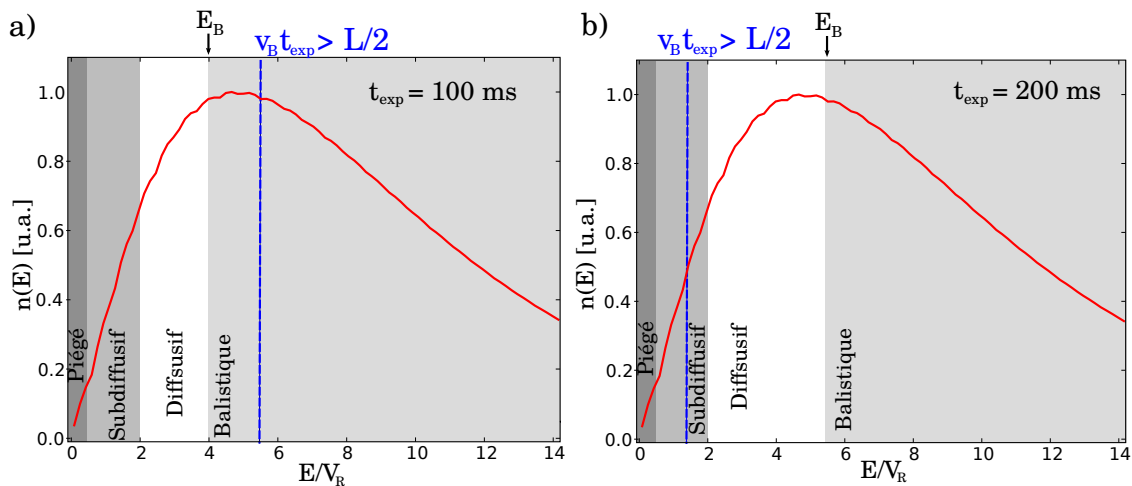 a)
E_B
v_B t_exp > L/2
t_exp = 100 ms
n(E) [u.a.]
1.0
0.8
0.6
0.4
0.2
0.0
Piégé
Subdiffusif
Diffsusif
Balistique
0 2 4 6 8 10 12 14
E/V_R
b)
v_B t_exp > L/2
E_B
t_exp = 200 ms
n(E) [u.a.]
1.0
0.8
0.6
0.4
0.2
0.0
Piégé
Subdiffusif
Diffsusif
Balistique
0 2 4 6 8 10 12 14
E/V_R